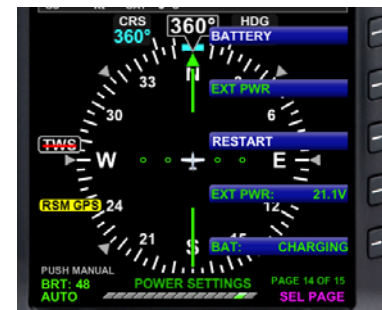 CRS 360° HDG
360°
BATTERY
N
33
EXT PWR
30
6
TWS
RESTART
W
E
RSM GPS
24
EXT PWR: 21.1V
12
21
S
BAT: CHARGING
PUSH MANUAL
BRT: 48
AUTO
POWER SETTINGS
PAGE 14 OF 15
SEL PAGE